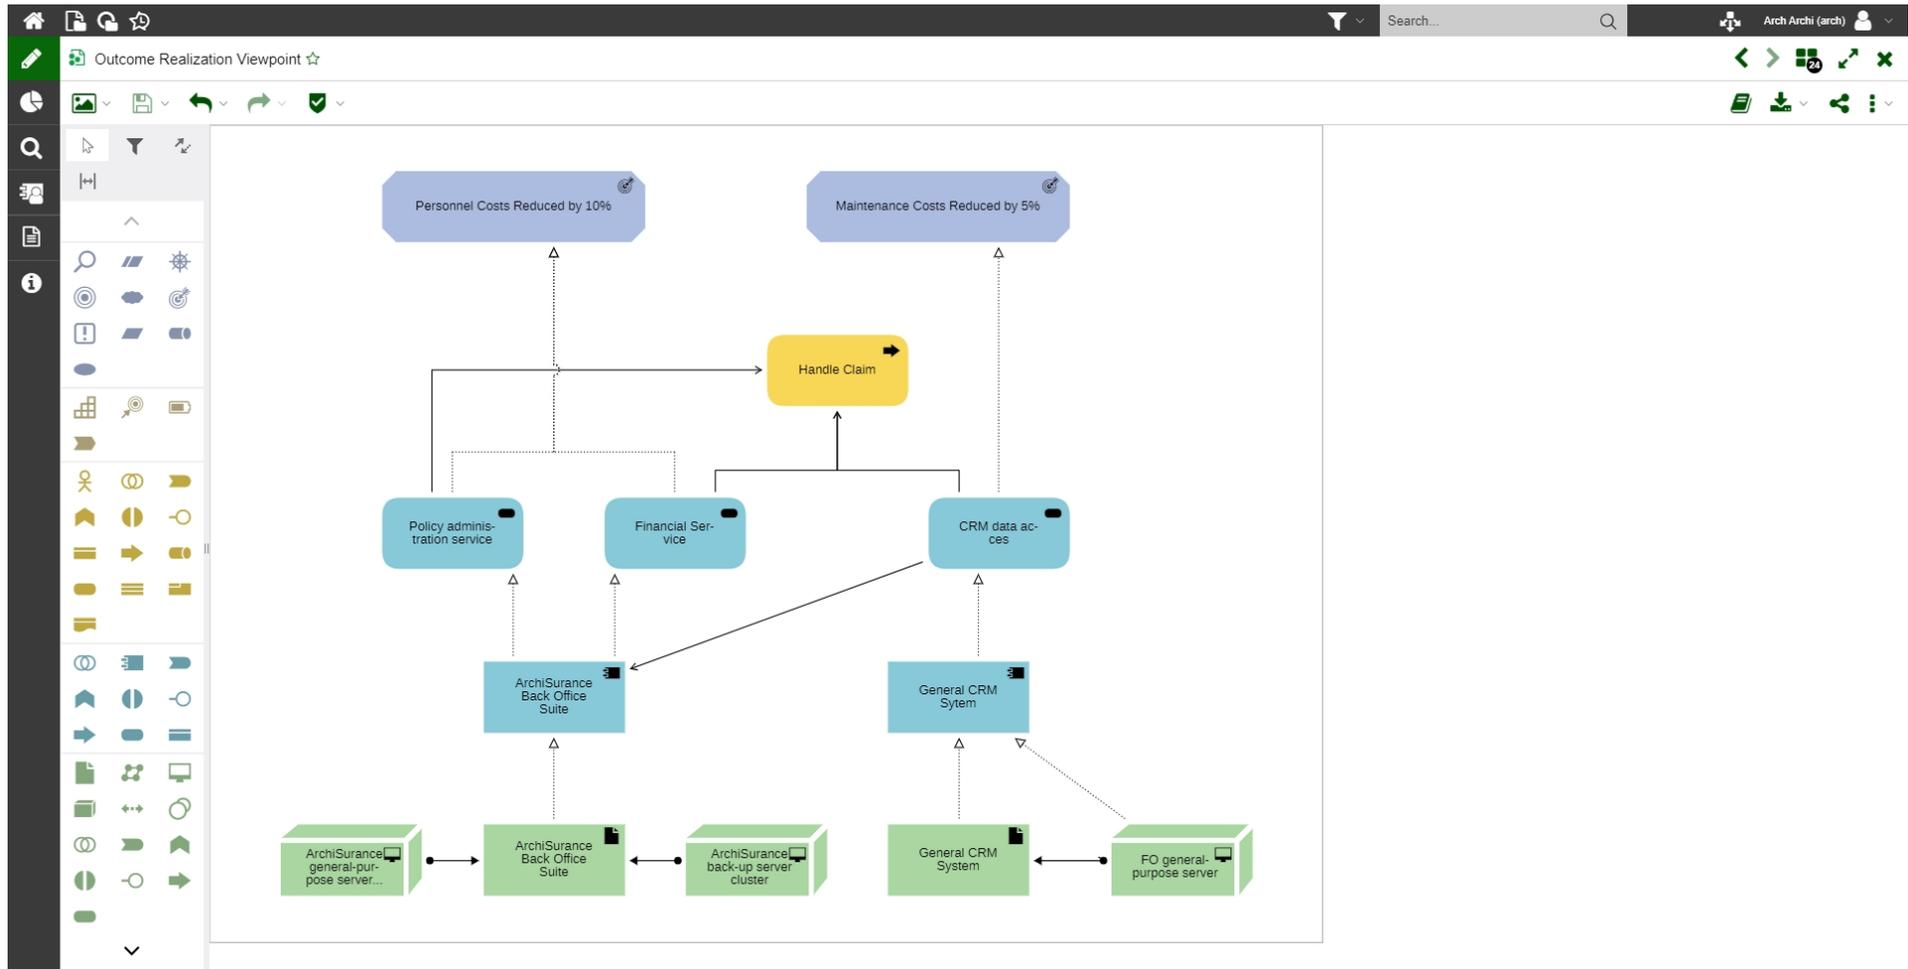 Search...
Arch Archi (arch)
Outcome Realization Viewpoint
24
Personnel Costs Reduced by 10%
Maintenance Costs Reduced by 5%
Handle Claim
Policy adminis-
tration service
Financial Ser-
vice
CRM data ac-
ces
ArchiSurance
Back Office
Suite
General CRM
Sytem
ArchiSurance
general-pur-
pose server...
ArchiSurance
Back Office
Suite
ArchiSurance
back-up server
cluster
General CRM
System
FO general-
purpose server